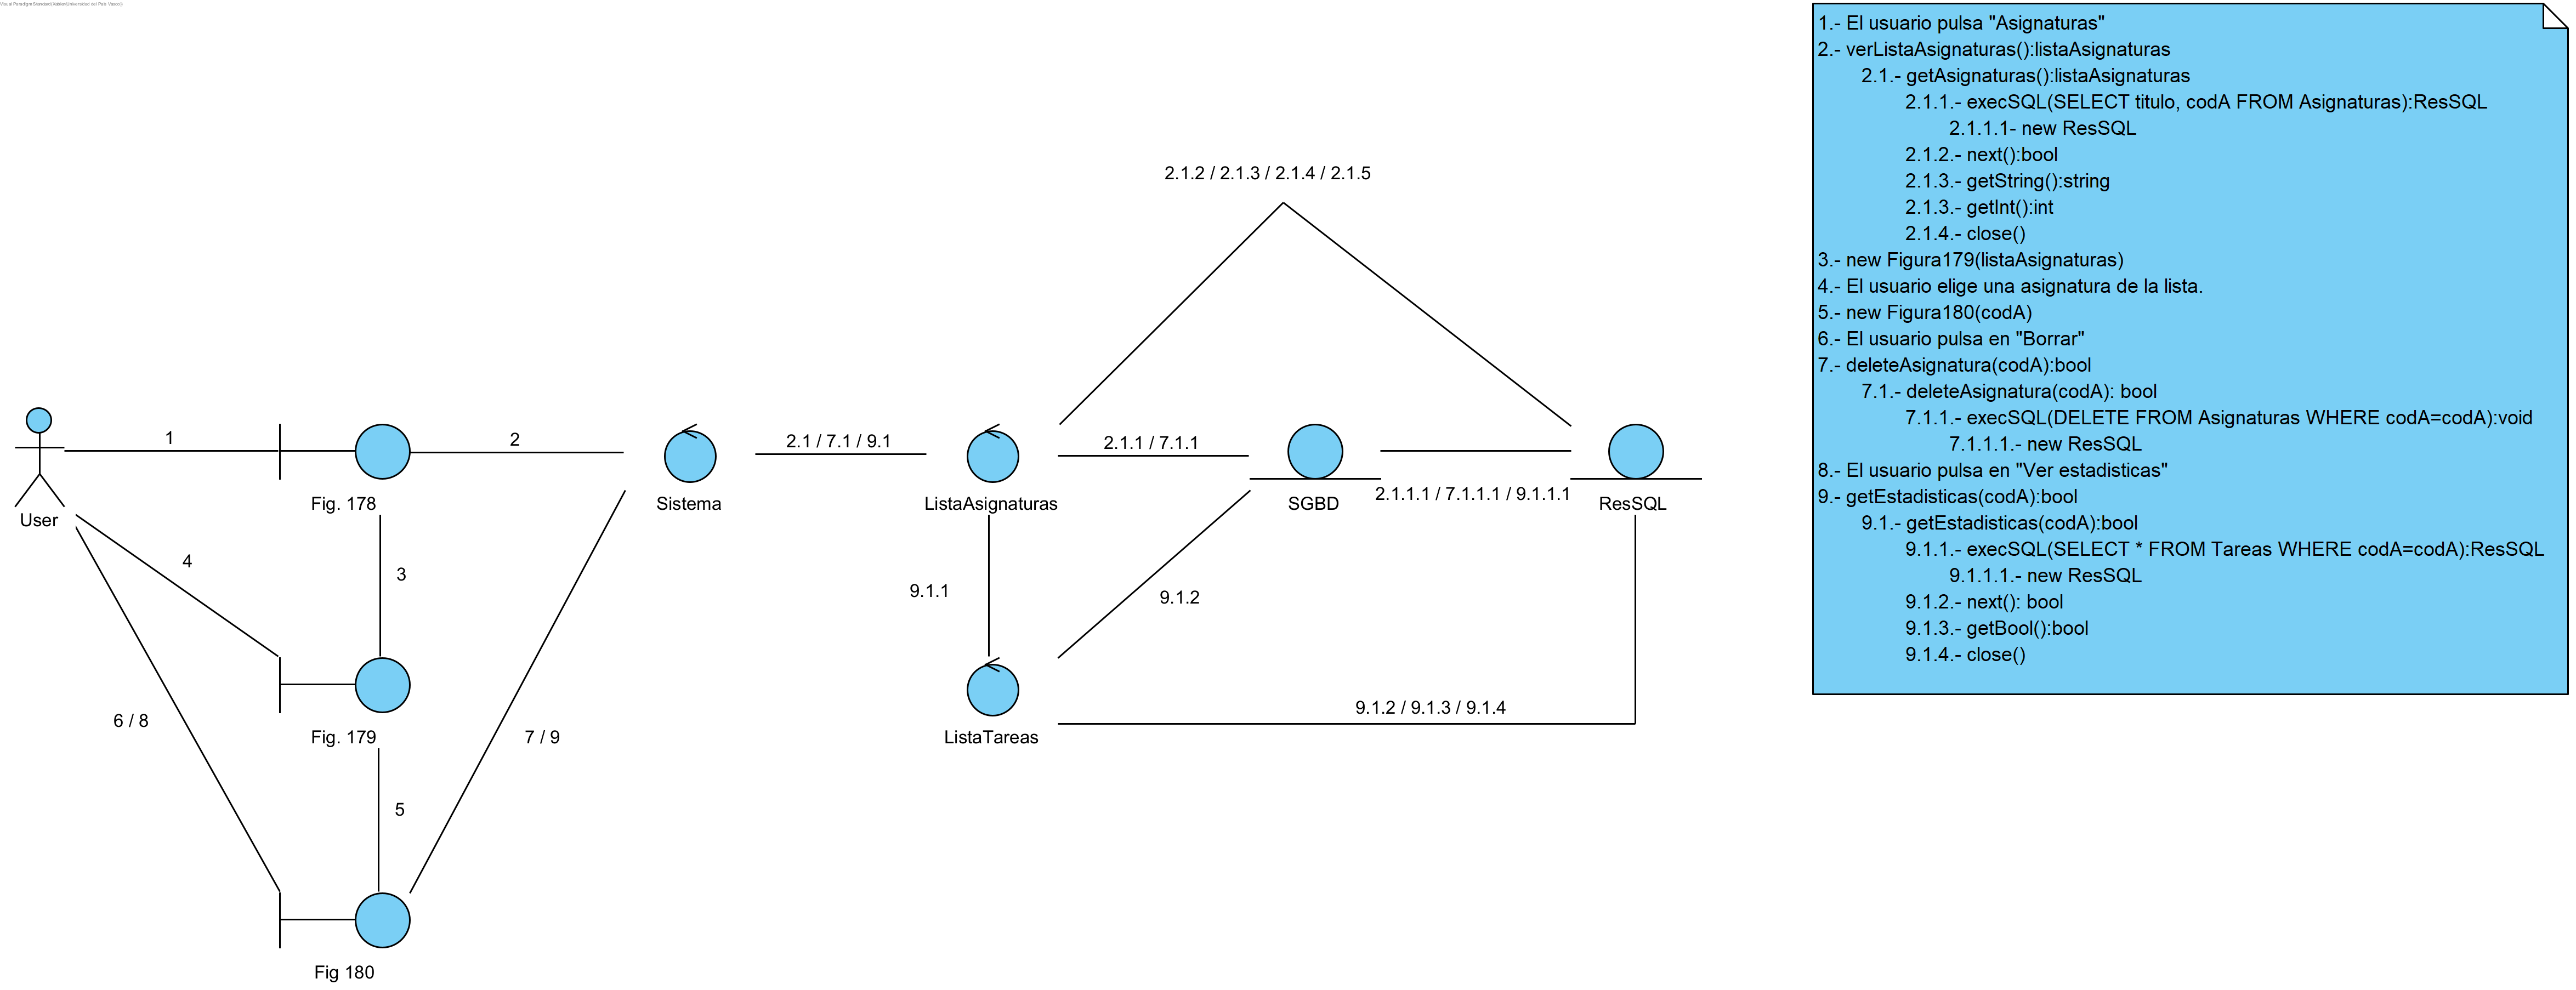 Visual Paradigm Standard(Xabier(Universidad del Pais Vasco))
1.- El usuario pulsa "Asignaturas"
2.- verListaAsignaturas():listaAsignaturas
2.1.- getAsignaturas():listaAsignaturas
2.1.1.- execSQL(SELECT titulo, codA FROM Asignaturas):ResSQL
2.1.1.1- new ResSQL
2.1.2.- next():bool
2.1.3.- getString():string
2.1.3.- getInt():int
2.1.4.- close()
3.- new Figura179(listaAsignaturas)
4.- El usuario elige una asignatura de la lista.
5.- new Figura180(codA)
6.- El usuario pulsa en "Borrar"
7.- deleteAsignatura(codA):bool
7.1.- deleteAsignatura(codA): bool
7.1.1.- execSQL(DELETE FROM Asignaturas WHERE codA=codA):void
7.1.1.1.- new ResSQL
8.- El usuario pulsa en "Ver estadisticas"
9.- getEstadisticas(codA):bool
9.1.- getEstadisticas(codA):bool
9.1.1.- execSQL(SELECT * FROM Tareas WHERE codA=codA):ResSQL
9.1.1.1.- new ResSQL
9.1.2.- next(): bool
9.1.3.- getBool():bool
9.1.4.- close()
2.1.2 / 2.1.3 / 2.1.4 / 2.1.5
1
2
2.1 / 7.1 / 9.1
2.1.1 / 7.1.1
2.1.1.1 / 7.1.1.1 / 9.1.1.1
User
Fig. 178
Sistema
ListaAsignaturas
SGBD
ResSQL
4
3
9.1.1
9.1.2
6 / 8
Fig. 179
7 / 9
ListaTareas
9.1.2 / 9.1.3 / 9.1.4
5
Fig 180